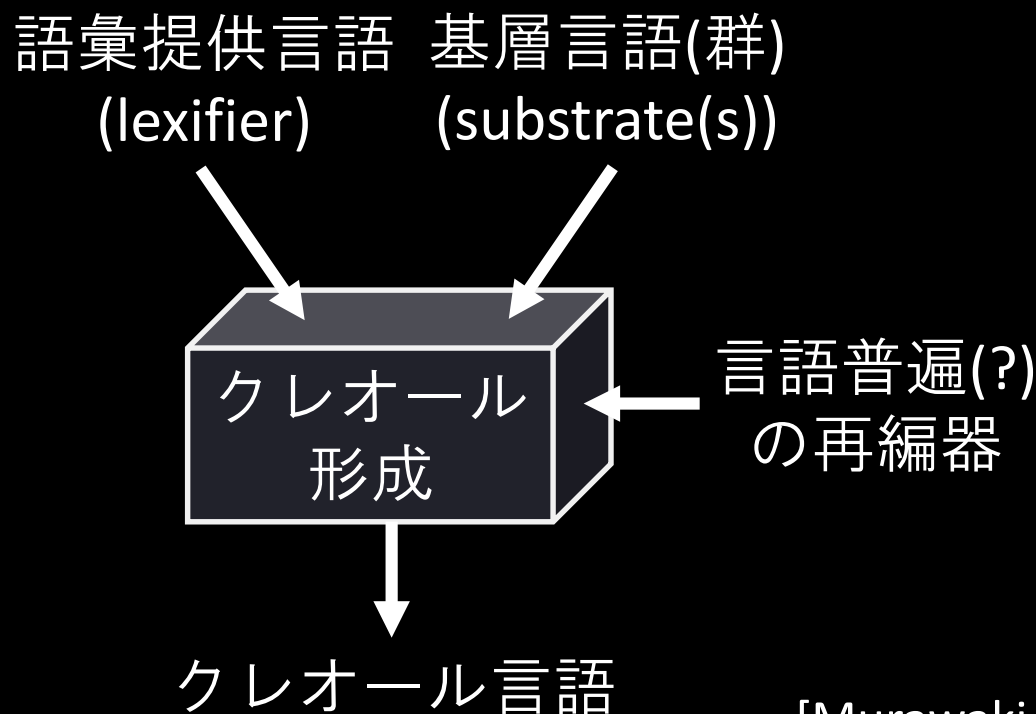 語彙提供言語
(lexifier)
基層言語(群)
(substrate(s))
クレオール
形成
言語普遍(?)
の再編器
クレオール言語
[Murawaki